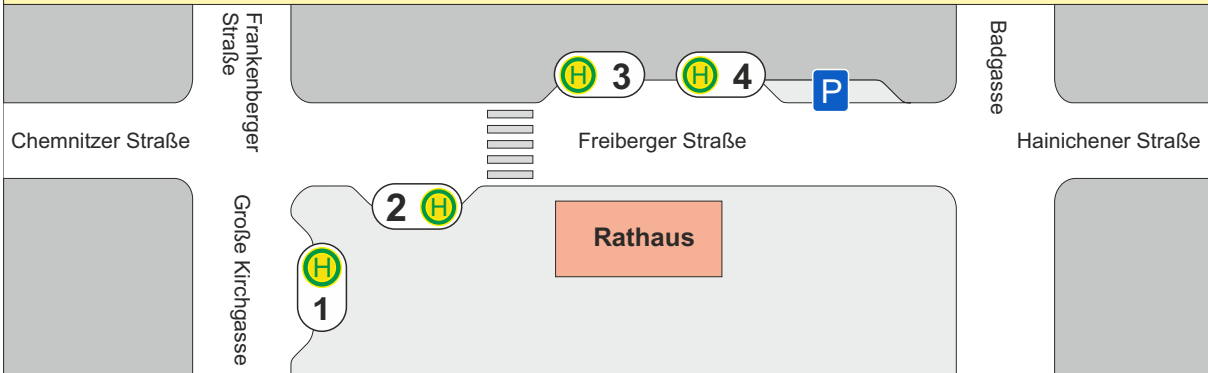 Frankenberger
Straße
Badgasse
H 3
H 4
P
Chemnitzer Straße
Freiberger Straße
Hainichener Straße
2 H
Große Kirchgasse
Rathaus
H
1